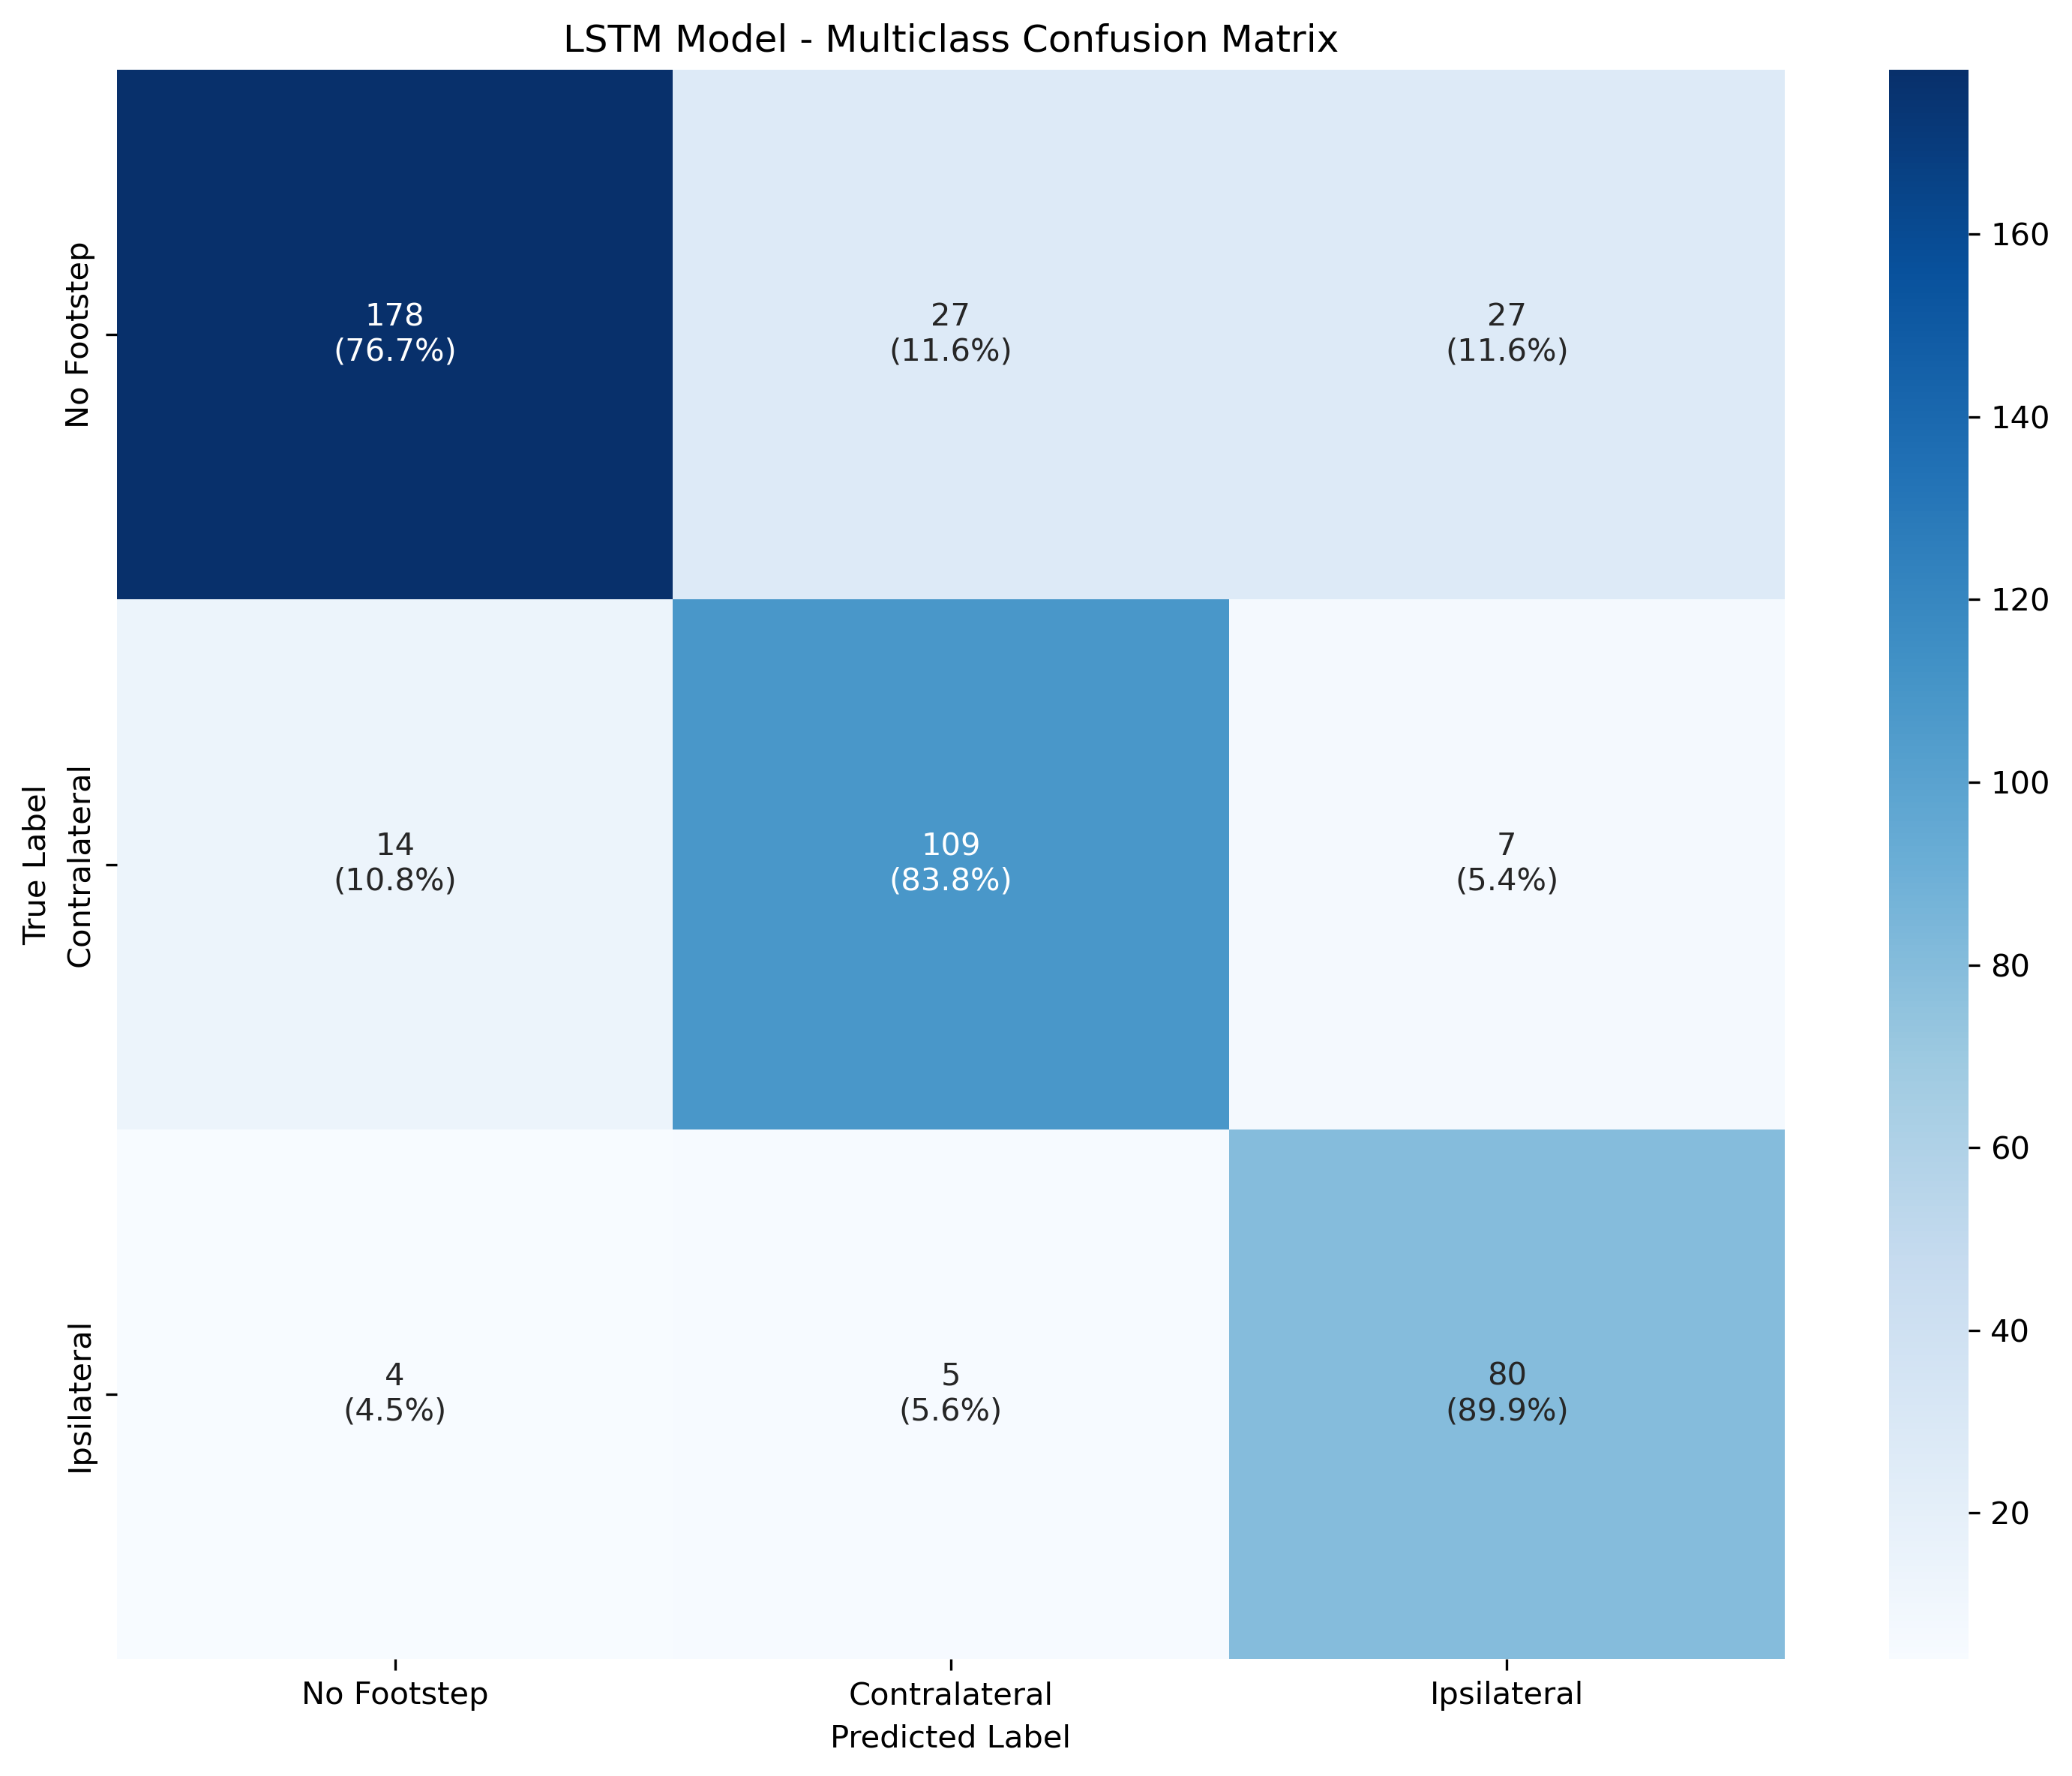 LSTM Model - Multiclass Confusion Matrix
True Label
No Footstep
178
(76.7%)
27
(11.6%)
27
(11.6%)
Contralateral
14
(10.8%)
109
(83.8%)
7
(5.4%)
Ipsilateral
4
(4.5%)
5
(5.6%)
80
(89.9%)
No Footstep
Contralateral
Ipsilateral
Predicted Label
160
140
120
100
80
60
40
20